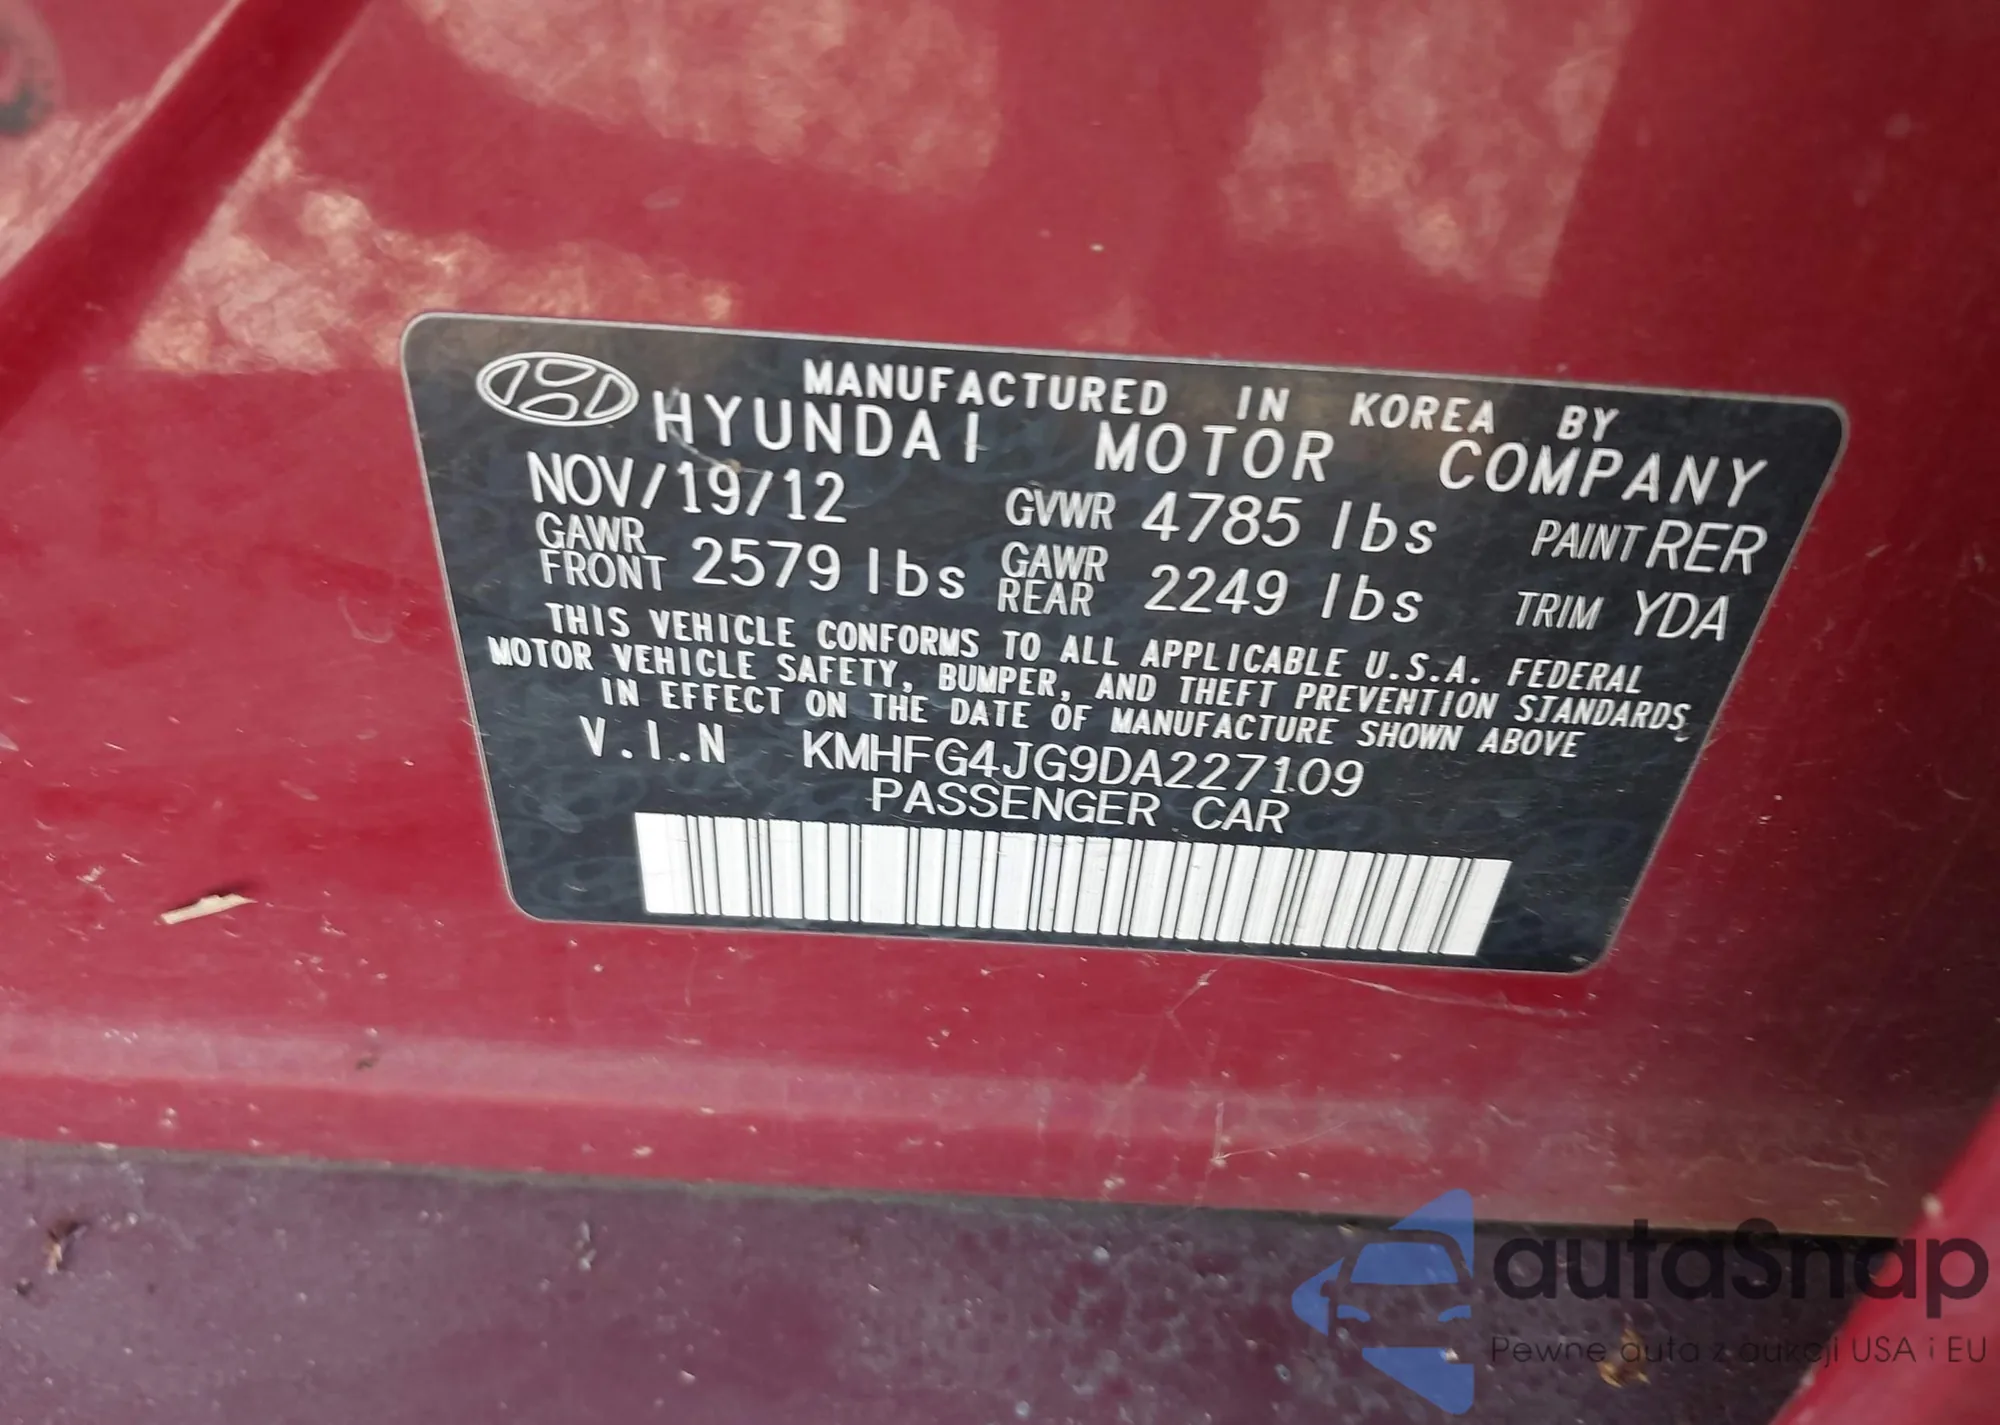 MANUFACTURED IN KOREA BY
HYUNDAI MOTOR COMPANY
NOV/19/12 GVWR 4785 lbs PAINT RER
GAWR FRONT 2579 lbs GAWR REAR 2249 lbs TRIM YDA
THIS VEHICLE CONFORMS TO ALL APPLICABLE U.S.A. FEDERAL
MOTOR VEHICLE SAFETY, BUMPER, AND THEFT PREVENTION STANDARDS
IN EFFECT ON THE DATE OF MANUFACTURE SHOWN ABOVE
V.I.N KMHFG4JG9DA227109
PASSENGER CAR
autaSnap
Pewne auta z aukcji USA i EU